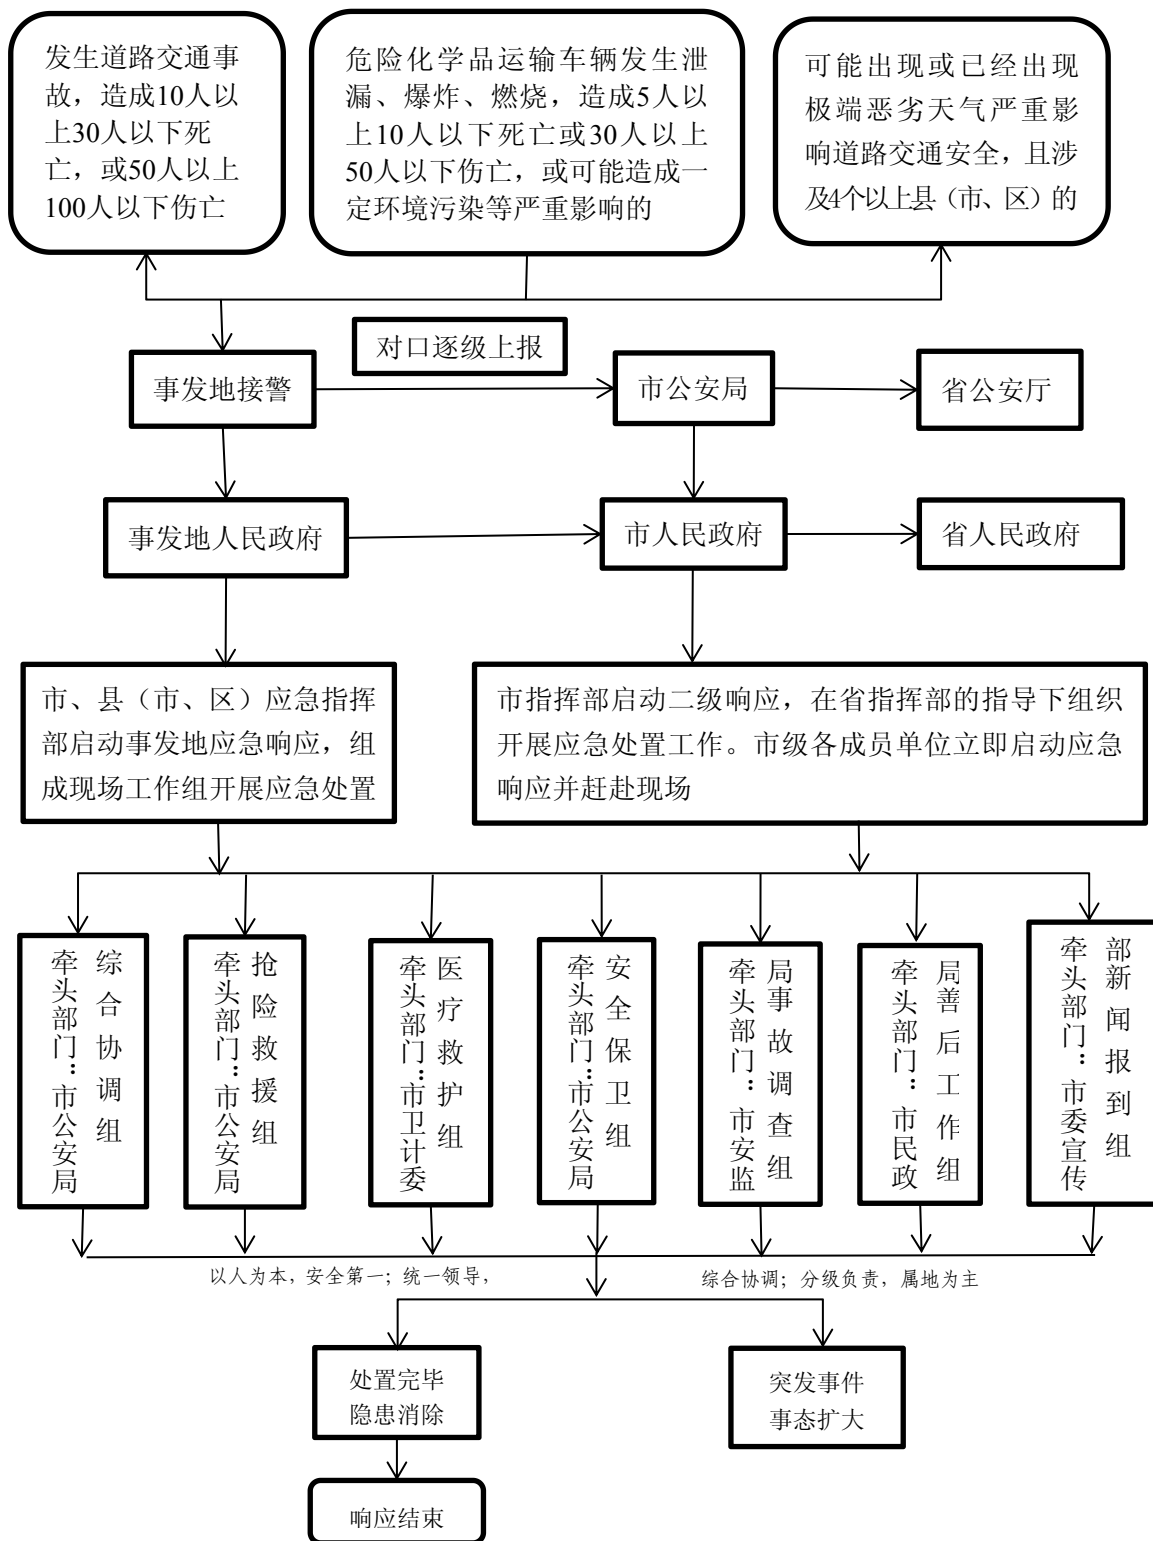 发生道路交通事
故，造成10人以
上30人以下死
亡，或50人以上
100人以下伤亡
危险化学品运输车辆发生泄
漏、爆炸、燃烧，造成5人以
上10人以下死亡或30人以上
50人以下伤亡，或可能造成一
定环境污染等严重影响的
可能出现或已经出现
极端恶劣天气严重影
响道路交通安全，且涉
及4个以上县（市、区）的
对口逐级上报
事发地接警
市公安局
省公安厅
事发地人民政府
市人民政府
省人民政府
市、县（市、区）应急指挥
部启动事发地应急响应，组
成现场工作组开展应急处置
市指挥部启动二级响应，在省指挥部的指导下组织
开展应急处置工作。市级各成员单位立即启动应急
响应并赶赴现场
综合协调组
牵头部门：市公安局
抢险救援组
牵头部门：市公安局
医疗救护组
牵头部门：市卫计委
安全保卫组
牵头部门：市公安局
局事故调查组
牵头部门：市安监
局善后工作组
牵头部门：市民政
部新闻报到组
牵头部门：市委宣传
以人为本，安全第一；统一领导，
综合协调；分级负责，属地为主
处置完毕
隐患消除
突发事件
事态扩大
响应结束